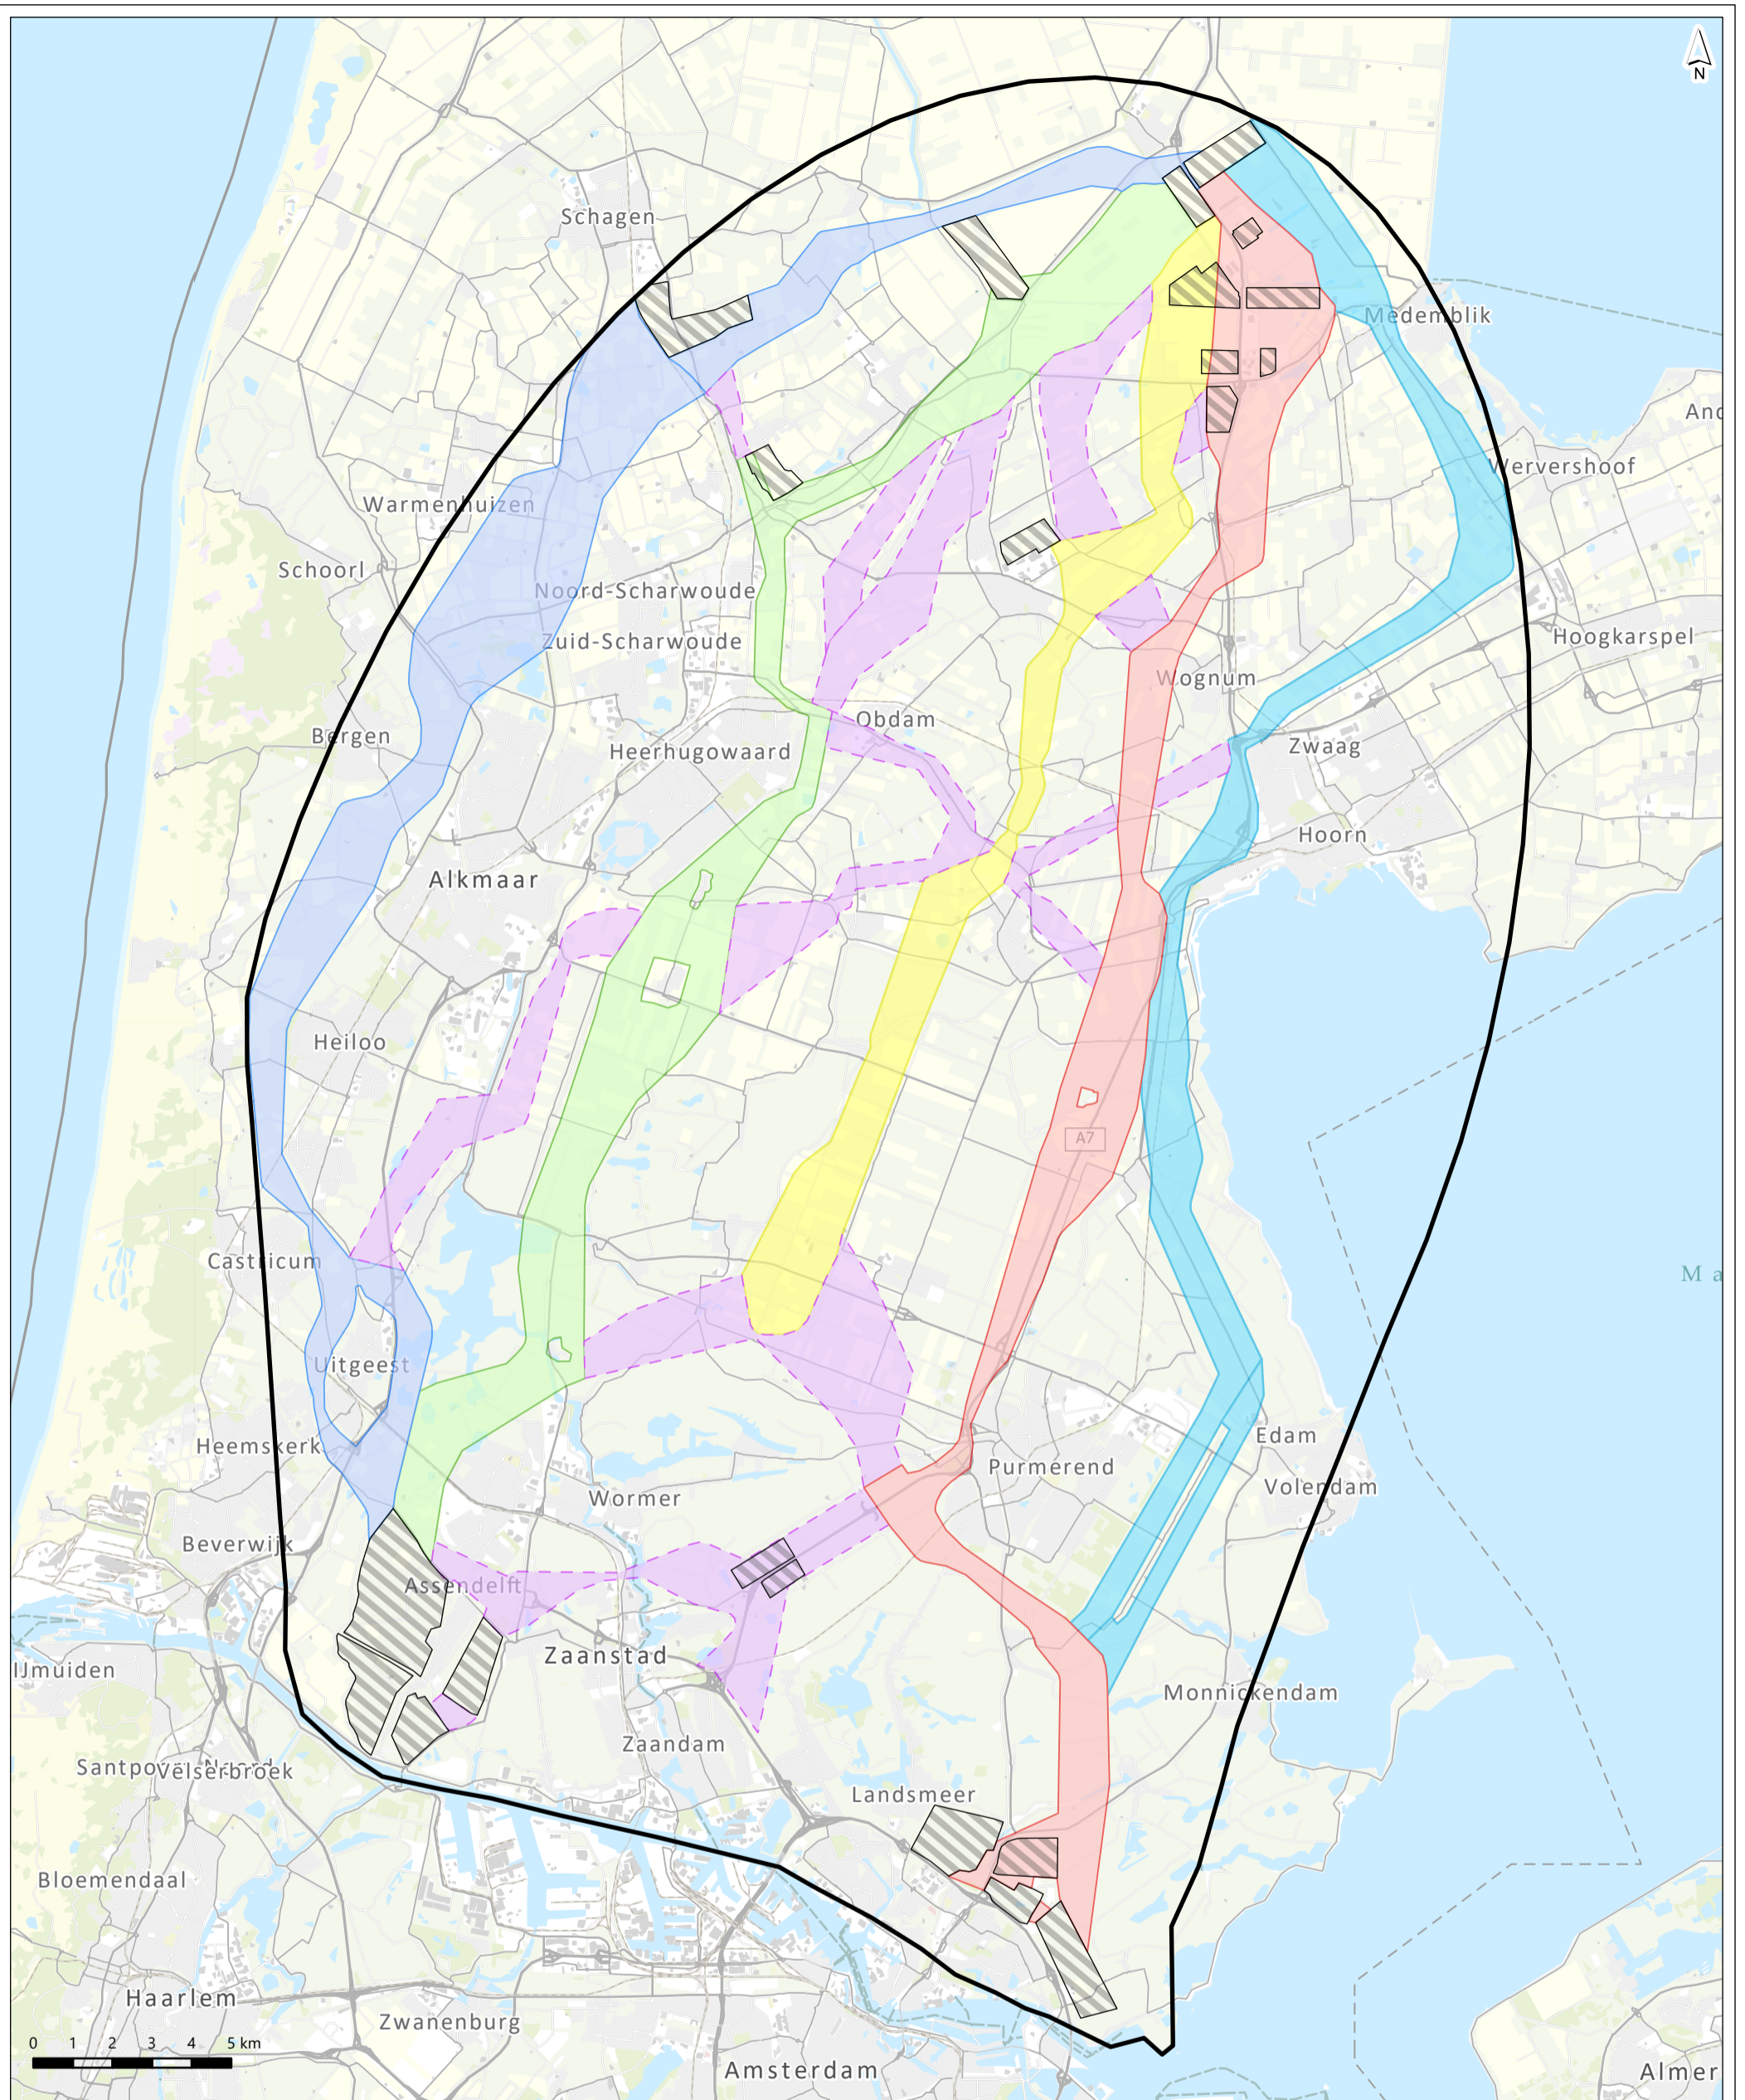 N
Schagen
Medemblik
And
Wervershoof
Warmenhuizen
Schoorl
Noord-Scharwoude
Zuid-Scharwoude
Hoogkarspel
Wognum
Obdam
Bergen
Heerhugowaard
Zwaag
Hoorn
Alkmaar
Heiloo
A7
Castricum
Ma
Uitgeest
Edam
Heemskerk
Purmerend
Volendam
Wormer
Beverwijk
Assendelft
Zaanstad
IJmuiden
Monnickendam
Zaandam
Velserbroek
Landsmeer
Bloemendaal
Haarlem
Zwanenburg
0 1 2 3 4 5 km
Amsterdam
Almer